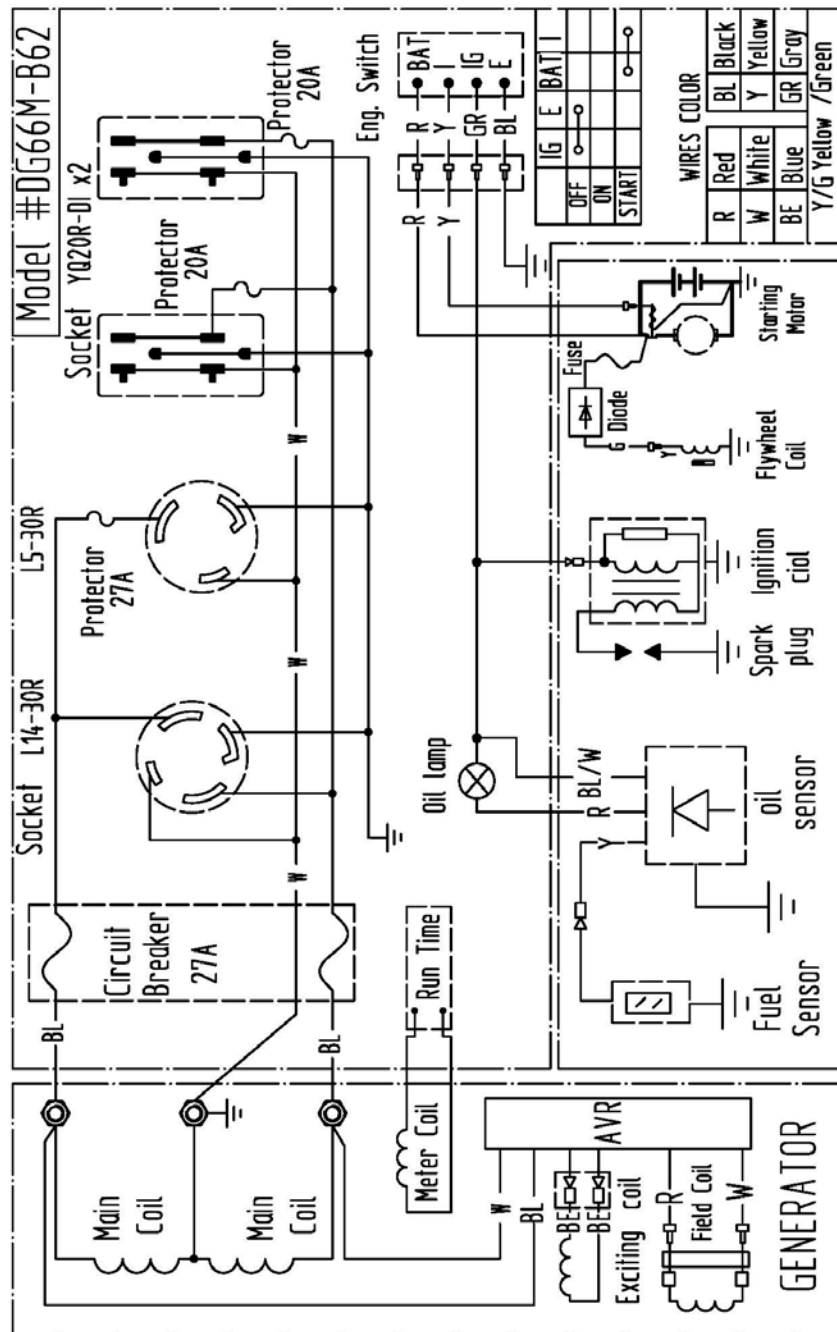 Model #DG66M-B62
Socket YQ20R-DI x2
Protector
20A
Protector
20A
L5-30R
Protector
27A
Socket L14-30R
Circuit
Breaker
27A
BL
BL
W
W
W
Main
Coil
Main
Coil
Meter Coil
Run Time
AVR
W
BL
BE
BE
Exciting coil
R
W
Field Coil
GENERATOR
Eng. Switch
BAT
I
IG
E
R
Y
GR
BL
R
Y
IG E BAT I
OFF
ON
START
WIRES COLOR
R Red BL Black
W White Y Yellow
BE Blue GR Gray
Y/G Yellow /Green
Oil lamp
BL/W
R
Y
oil
sensor
Fuel
Sensor
Spark
plug
Ignition
cial
Flywheel
Coil
G
Y
Diode
Fuse
Starting
Motor